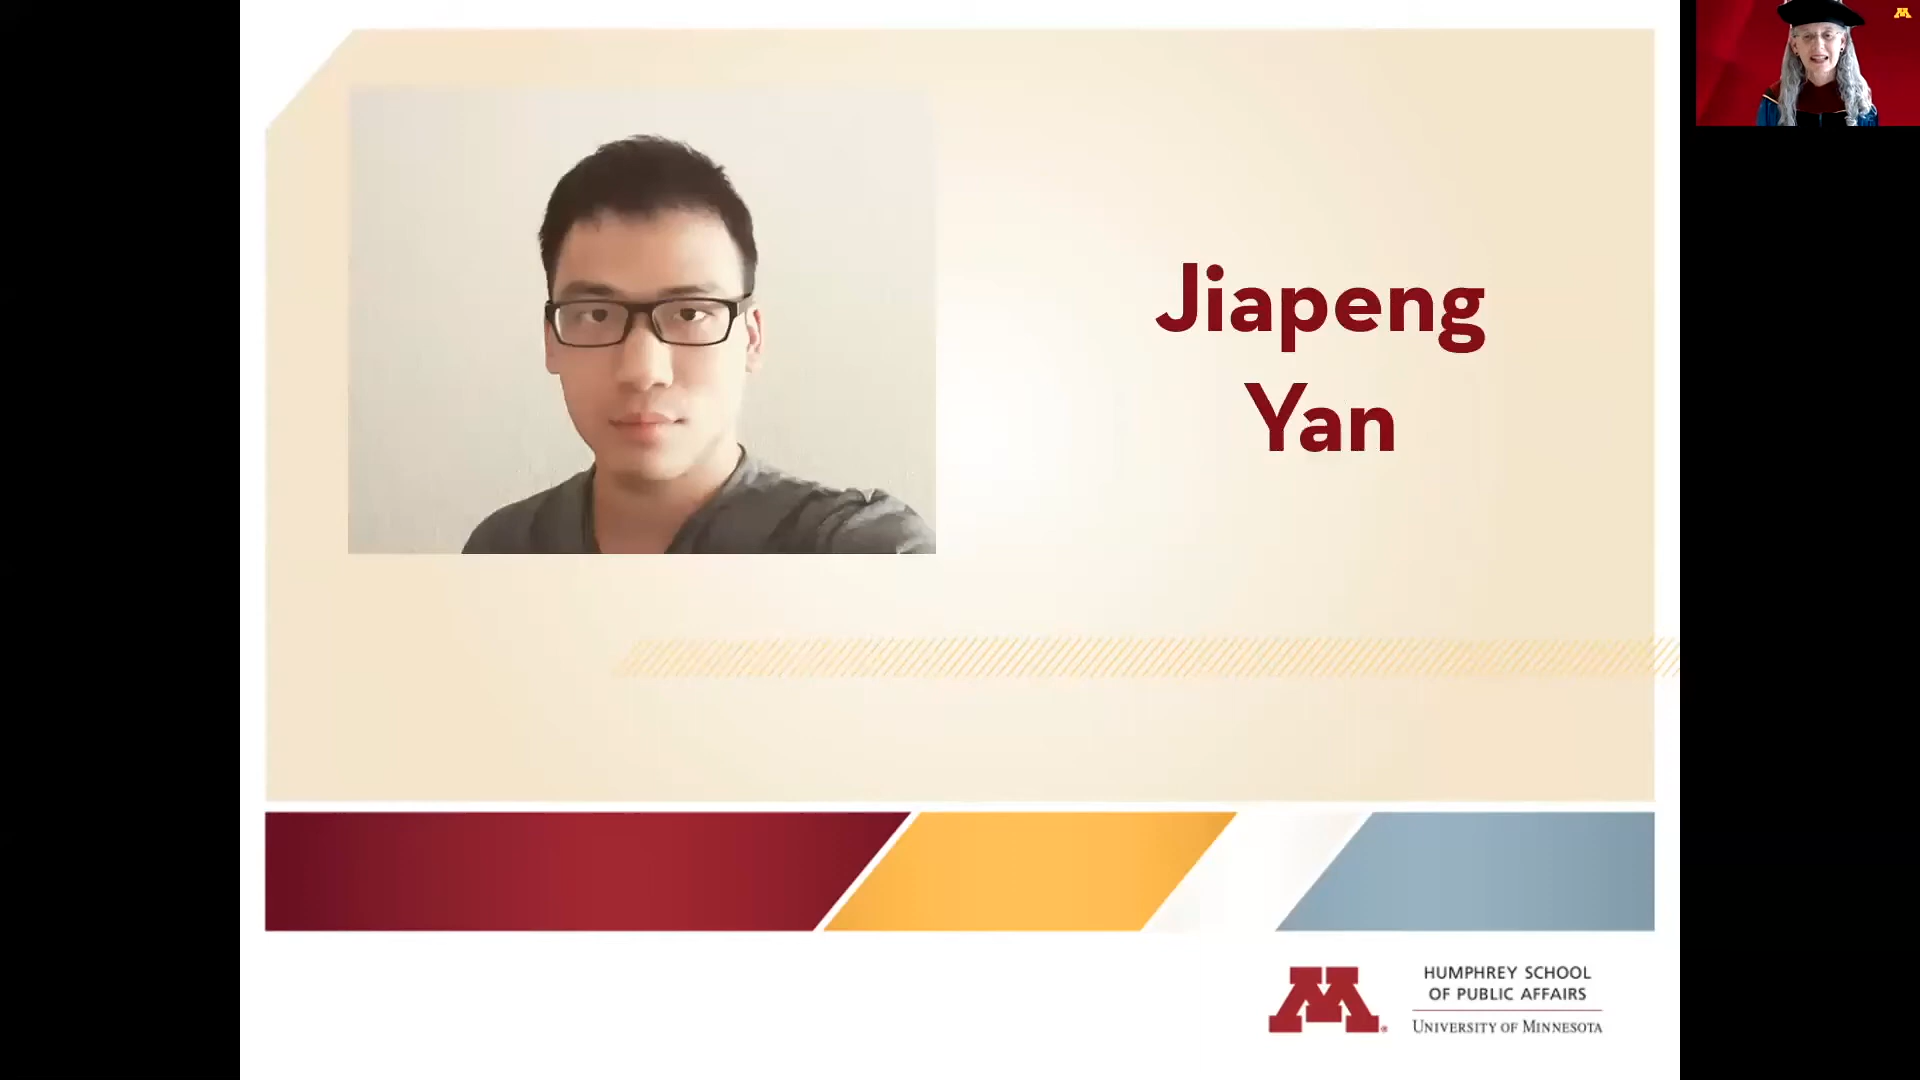 Jiapeng
Yan
HUMPHREY SCHOOL
OF PUBLIC AFFAIRS
UNIVERSITY OF MINNESOTA